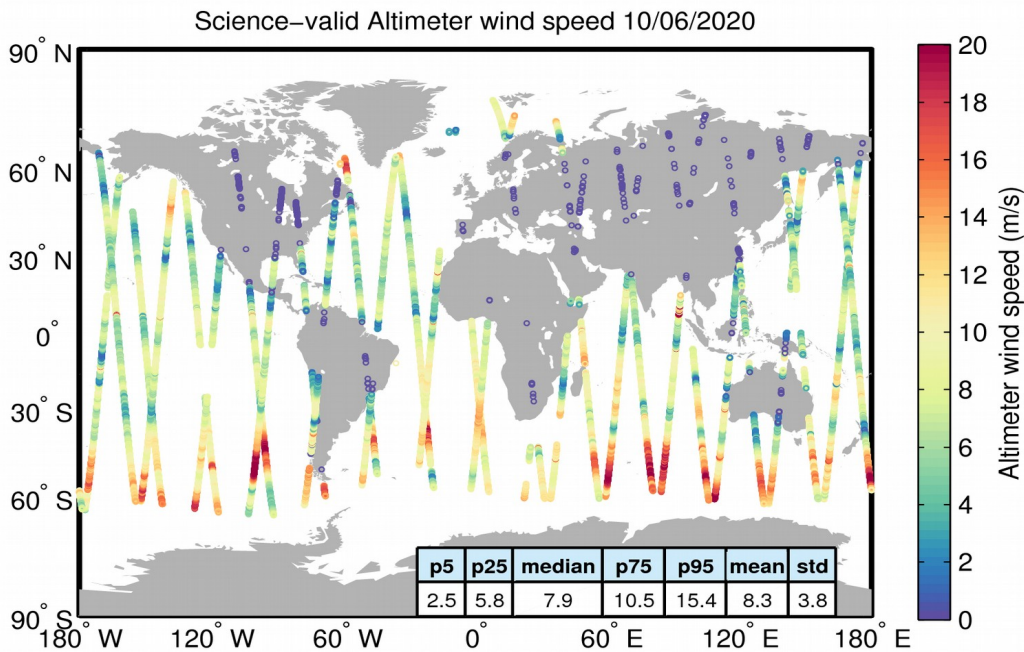 Science−valid Altimeter wind speed 10/06/2020
90° N
60° N
30° N
0°
30° S
60° S
90° S
180° W
120° W
60° W
0°
60° E
120° E
180° E
p5 p25 median p75 p95 mean std
2.5 5.8 7.9 10.5 15.4 8.3 3.8
20
18
16
14
12
10
8
6
4
2
0
Altimeter wind speed (m/s)